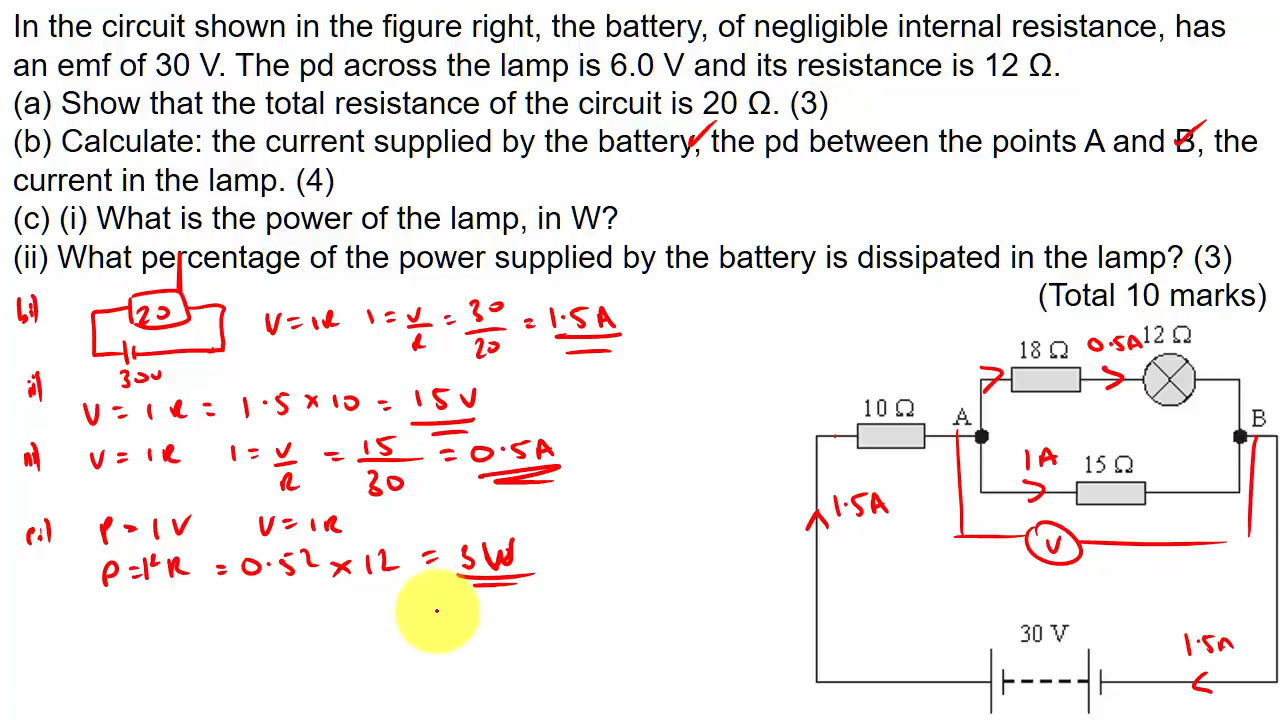 In the circuit shown in the figure right, the battery, of negligible internal resistance, has
an emf of 30 V. The pd across the lamp is 6.0 V and its resistance is 12 Ω.
(a) Show that the total resistance of the circuit is 20 Ω. (3)
(b) Calculate: the current supplied by the battery, the pd between the points A and B, the
current in the lamp. (4)
(c) (i) What is the power of the lamp, in W?
(ii) What percentage of the power supplied by the battery is dissipated in the lamp? (3)
(Total 10 marks)
bi)
20
30V
V = IR I = V/R = 30/20 = 1.5A
ii)
V = IR = 1.5 × 10 = 15V
iii) V = IR I = V/R = 15/30 = 0.5A
ci) P = IV V = IR
P = I²R = 0.5² × 12 = 3W
18 Ω
0.5A
12 Ω
10 Ω
A
B
1A
15 Ω
1.5A
V
30 V
1.5A